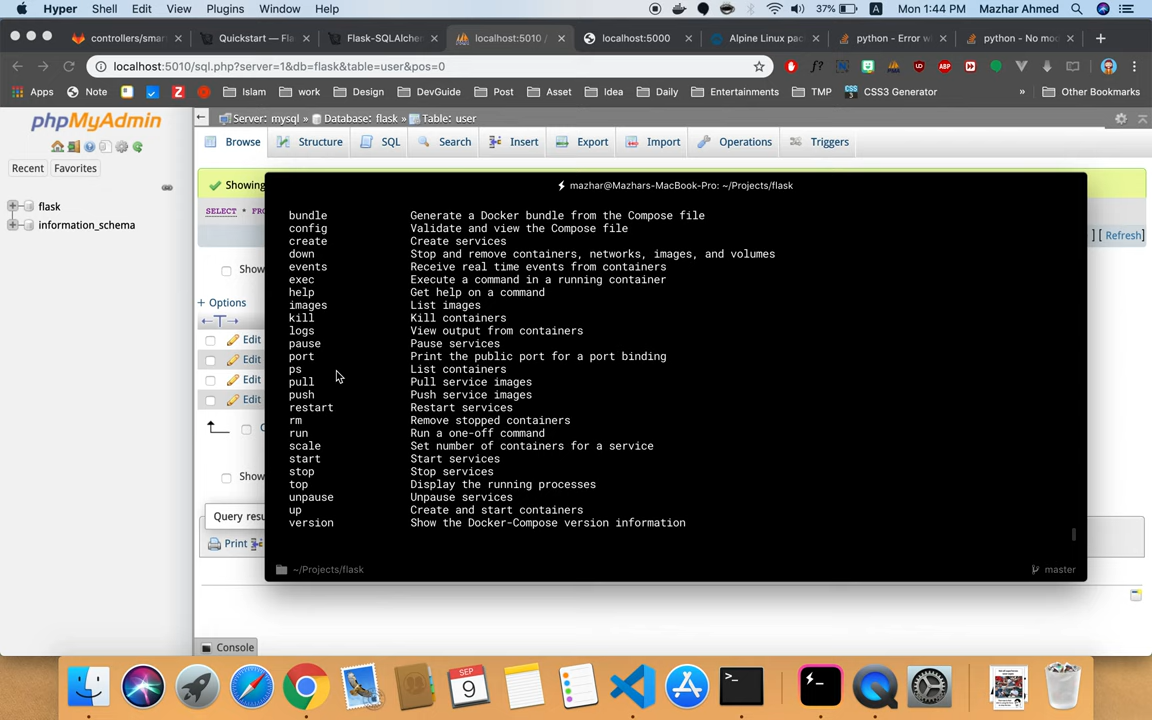 Hyper Shell Edit View Plugins Window Help 37% A Mon 1:44 PM Mazhar Ahmed
controllers/smar Quickstart — Fla Flask-SQLAlche localhost:5010 / localhost:5000 Alpine Linux pac python - Error w python - No mod
localhost:5010/sql.php?server=1&db=flask&table=user&pos=0
Apps Note Islam work Design DevGuide Post Asset Idea Daily Entertainments TMP CSS3 Generator » Other Bookmarks
phpMyAdmin
Recent Favorites
flask
information_schema
Server: mysql » Database: flask » Table: user
Browse Structure SQL Search Insert Export Import Operations Triggers
Showing
SELECT * FRO
] [ Refresh]
Show
+ Options
←T→
Edit
Edit
Edit
Edit
Show
Query resu
Print
Console
mazhar@Mazhars-MacBook-Pro: ~/Projects/flask
bundle Generate a Docker bundle from the Compose file
config Validate and view the Compose file
create Create services
down Stop and remove containers, networks, images, and volumes
events Receive real time events from containers
exec Execute a command in a running container
help Get help on a command
images List images
kill Kill containers
logs View output from containers
pause Pause services
port Print the public port for a port binding
ps List containers
pull Pull service images
push Push service images
restart Restart services
rm Remove stopped containers
run Run a one-off command
scale Set number of containers for a service
start Start services
stop Stop services
top Display the running processes
unpause Unpause services
up Create and start containers
version Show the Docker-Compose version information
~/Projects/flask master
SEP
9